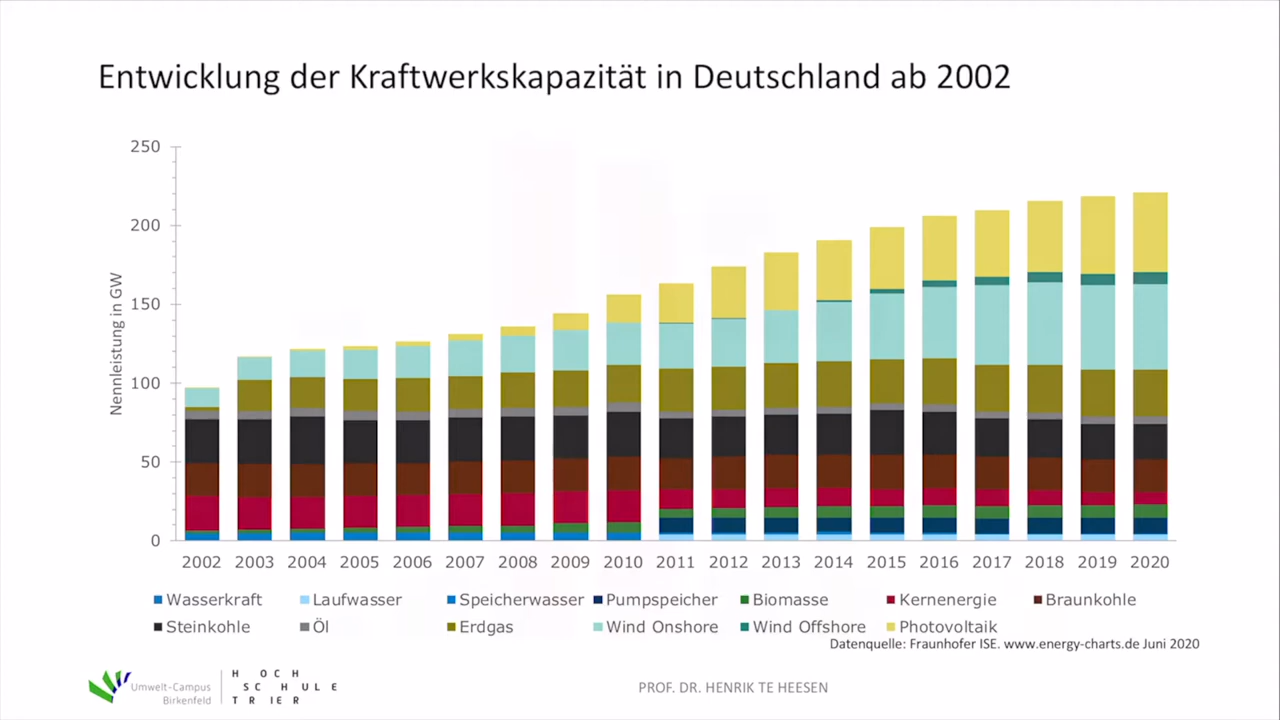 Entwicklung der Kraftwerkskapazität in Deutschland ab 2002
Nennleistung in GW
250
200
150
100
50
0
2002 2003 2004 2005 2006 2007 2008 2009 2010 2011 2012 2013 2014 2015 2016 2017 2018 2019 2020
Wasserkraft Laufwasser Speicherwasser Pumpspeicher Biomasse Kernenergie Braunkohle
Steinkohle Öl Erdgas Wind Onshore Wind Offshore Photovoltaik
Datenquelle: Fraunhofer ISE. www.energy-charts.de Juni 2020
Umwelt-Campus
Birkenfeld
HOCH
SCHULE
TRIER
PROF. DR. HENRIK TE HEESEN